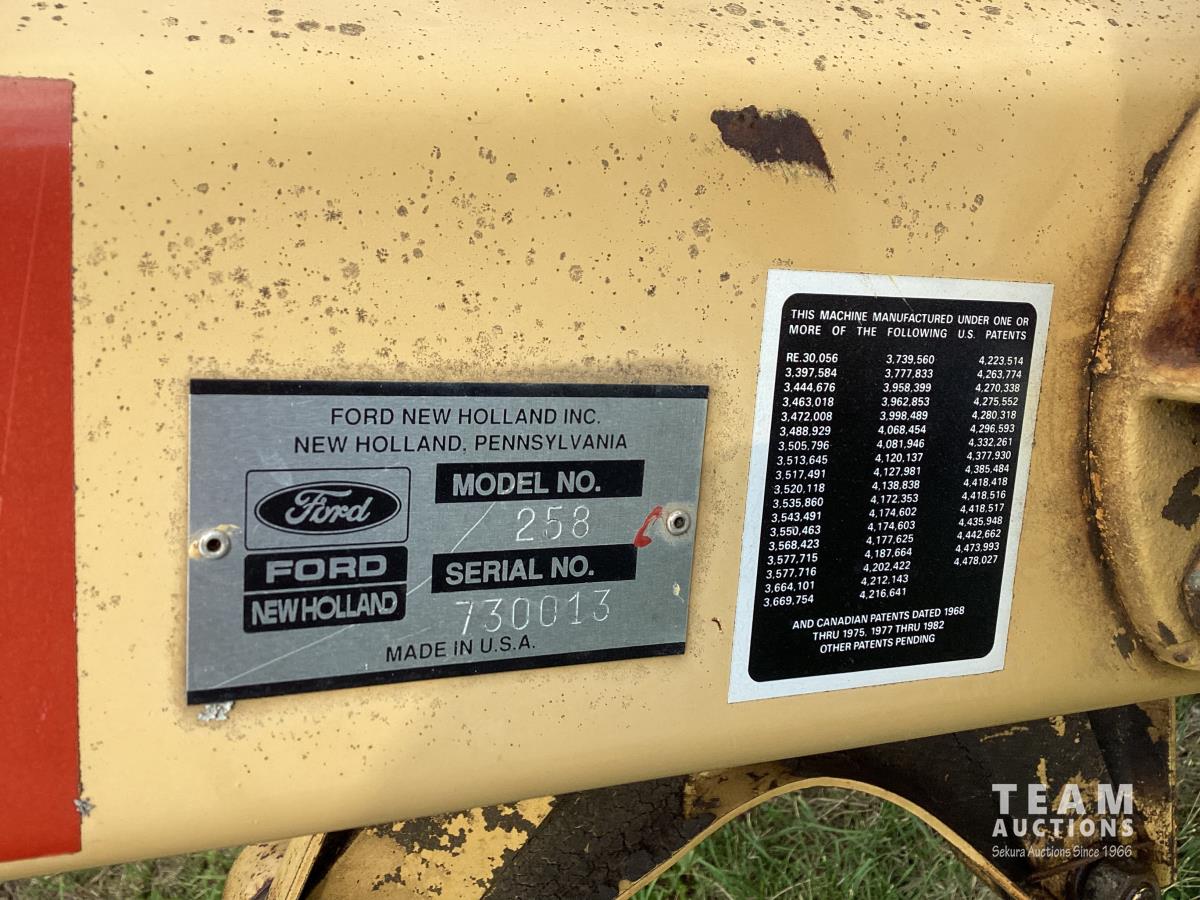 FORD NEW HOLLAND INC.
NEW HOLLAND, PENNSYLVANIA
Ford
FORD
NEW HOLLAND
MODEL NO.
258
SERIAL NO.
730013
MADE IN U.S.A.
THIS MACHINE MANUFACTURED UNDER ONE OR
MORE OF THE FOLLOWING U.S. PATENTS
RE.30,056 3,739,560 4,223,514
3,397,584 3,777,833 4,263,774
3,444,676 3,958,399 4,270,338
3,463,018 3,962,853 4,275,552
3,472,008 3,998,489 4,280,318
3,488,929 4,068,454 4,296,593
3,505,796 4,081,946 4,332,261
3,513,645 4,120,137 4,377,930
3,517,491 4,127,981 4,385,484
3,520,118 4,138,838 4,418,418
3,535,860 4,172,353 4,418,516
3,543,491 4,174,602 4,418,517
3,550,463 4,174,603 4,435,948
3,568,423 4,177,625 4,442,662
3,577,715 4,187,664 4,473,993
3,577,716 4,202,422 4,478,027
3,664,101 4,212,143
3,669,754 4,216,641
AND CANADIAN PATENTS DATED 1968
THRU 1975, 1977 THRU 1982
OTHER PATENTS PENDING
TEAM
AUCTIONS
Sekura Auctions Since 1966